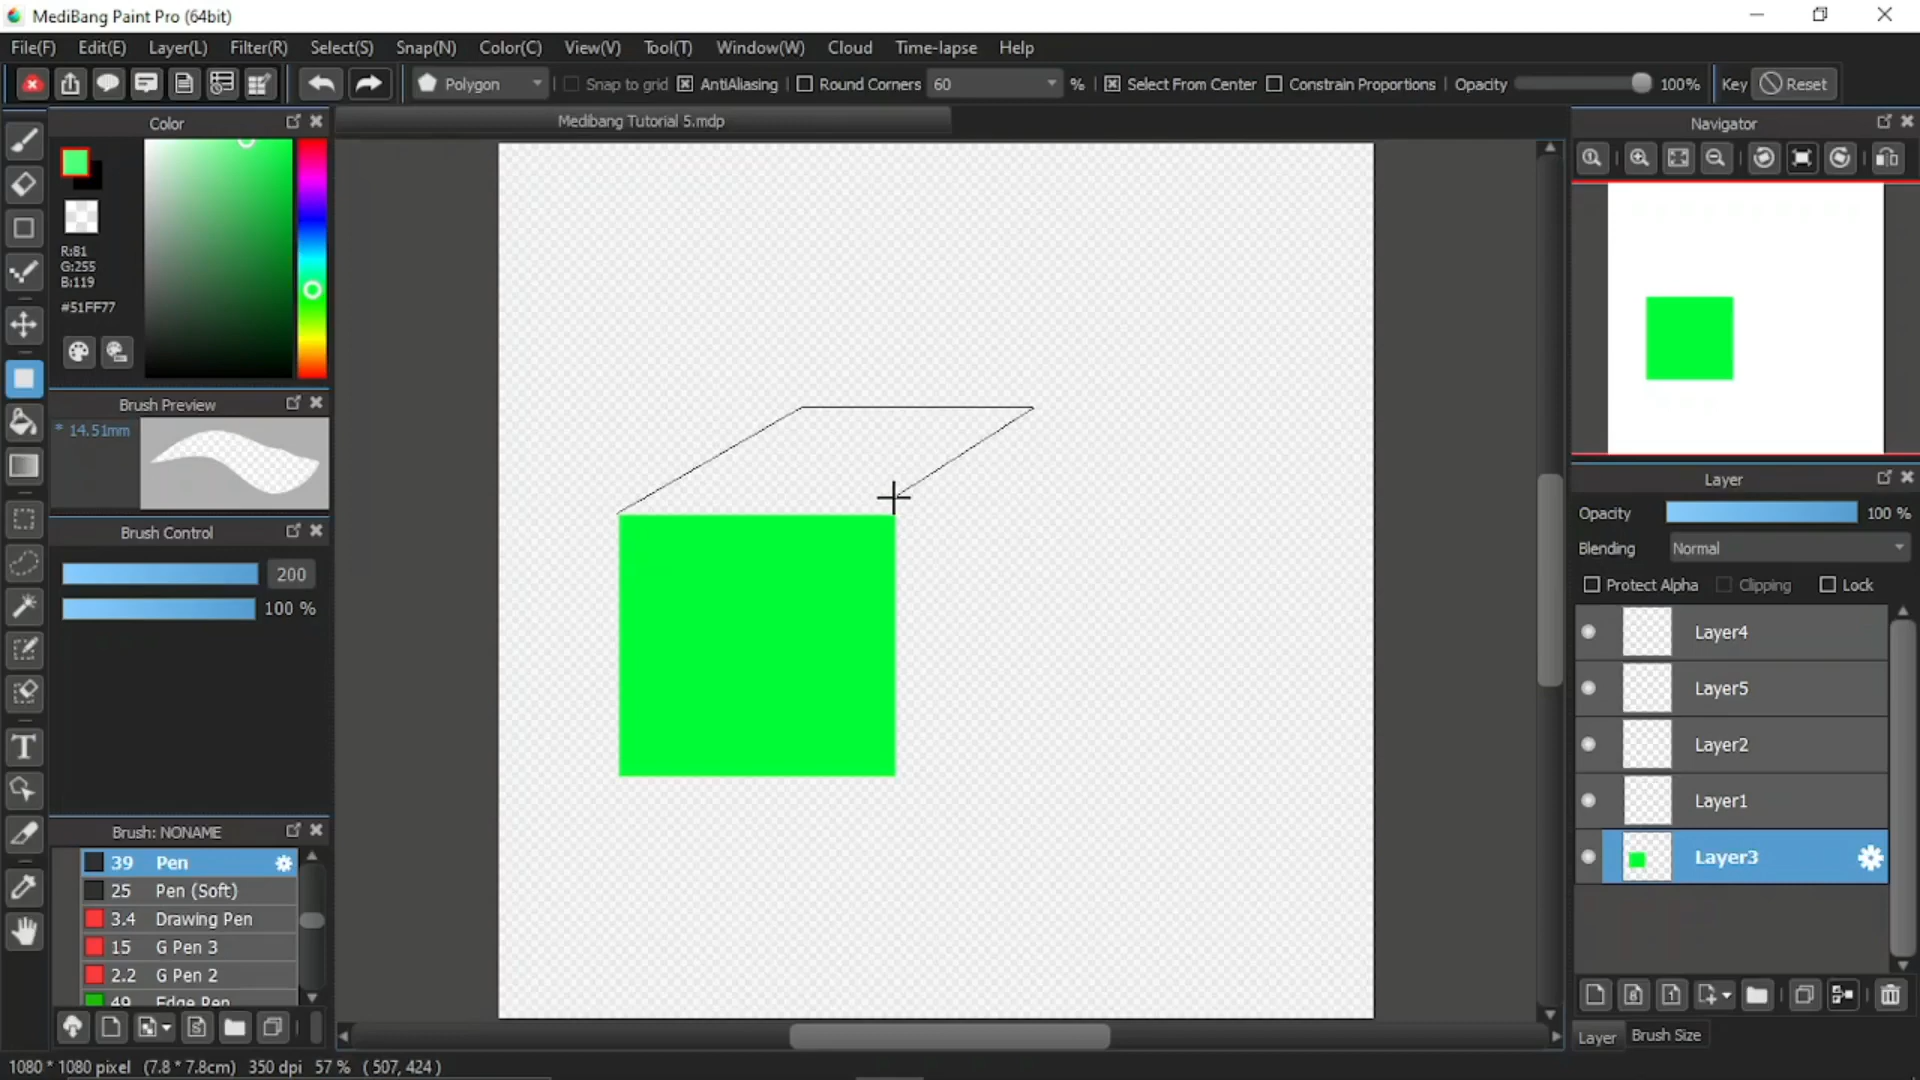 MediBang Paint Pro (64bit)
File(F) Edit(E) Layer(L) Filter(R) Select(S) Snap(N) Color(C) View(V) Tool(T) Window(W) Cloud Time-lapse Help
Polygon Snap to grid AntiAliasing Round Corners 60 % Select From Center Constrain Proportions Opacity 100% Key Reset
Color
Medibang Tutorial 5.mdp
Navigator
R:81
G:255
B:119
#51FF77
Brush Preview
* 14.51mm
Brush Control
200
100 %
Brush: NONAME
39 Pen
25 Pen (Soft)
3.4 Drawing Pen
15 G Pen 3
2.2 G Pen 2
49 Edge Pen
Layer
Opacity 100 %
Blending Normal
Protect Alpha Clipping Lock
Layer4
Layer5
Layer2
Layer1
Layer3
Layer Brush Size
1080 * 1080 pixel (7.8 * 7.8cm) 350 dpi 57 % ( 507, 424 )